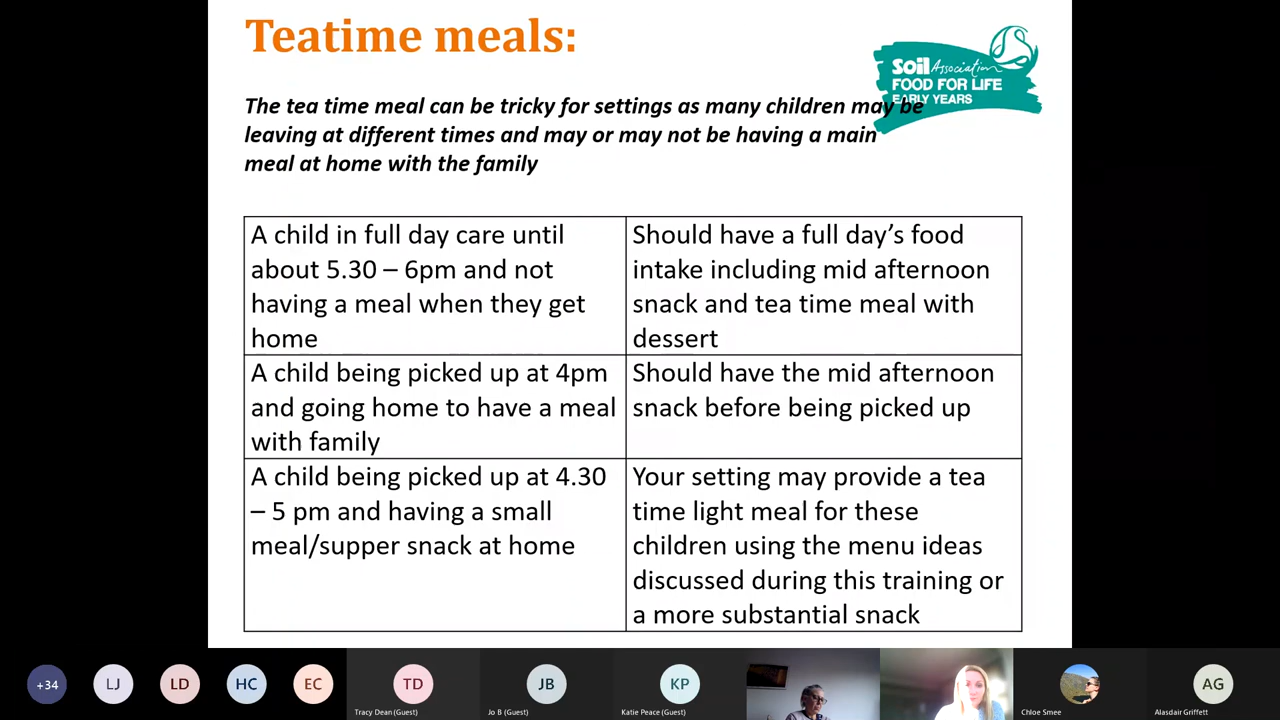 Teatime meals:
Soil Association
FOOD FOR LIFE
EARLY YEARS
The tea time meal can be tricky for settings as many children may be
leaving at different times and may or may not be having a main
meal at home with the family
A child in full day care until
about 5.30 – 6pm and not
having a meal when they get
home
Should have a full day’s food
intake including mid afternoon
snack and tea time meal with
dessert
A child being picked up at 4pm
and going home to have a meal
with family
Should have the mid afternoon
snack before being picked up
A child being picked up at 4.30
– 5 pm and having a small
meal/supper snack at home
Your setting may provide a tea
time light meal for these
children using the menu ideas
discussed during this training or
a more substantial snack
+34
LJ
LD
HC
EC
TD
Tracy Dean (Guest)
JB
Jo B (Guest)
KP
Katie Peace (Guest)
Chloe Smee
AG
Alasdair Griffett